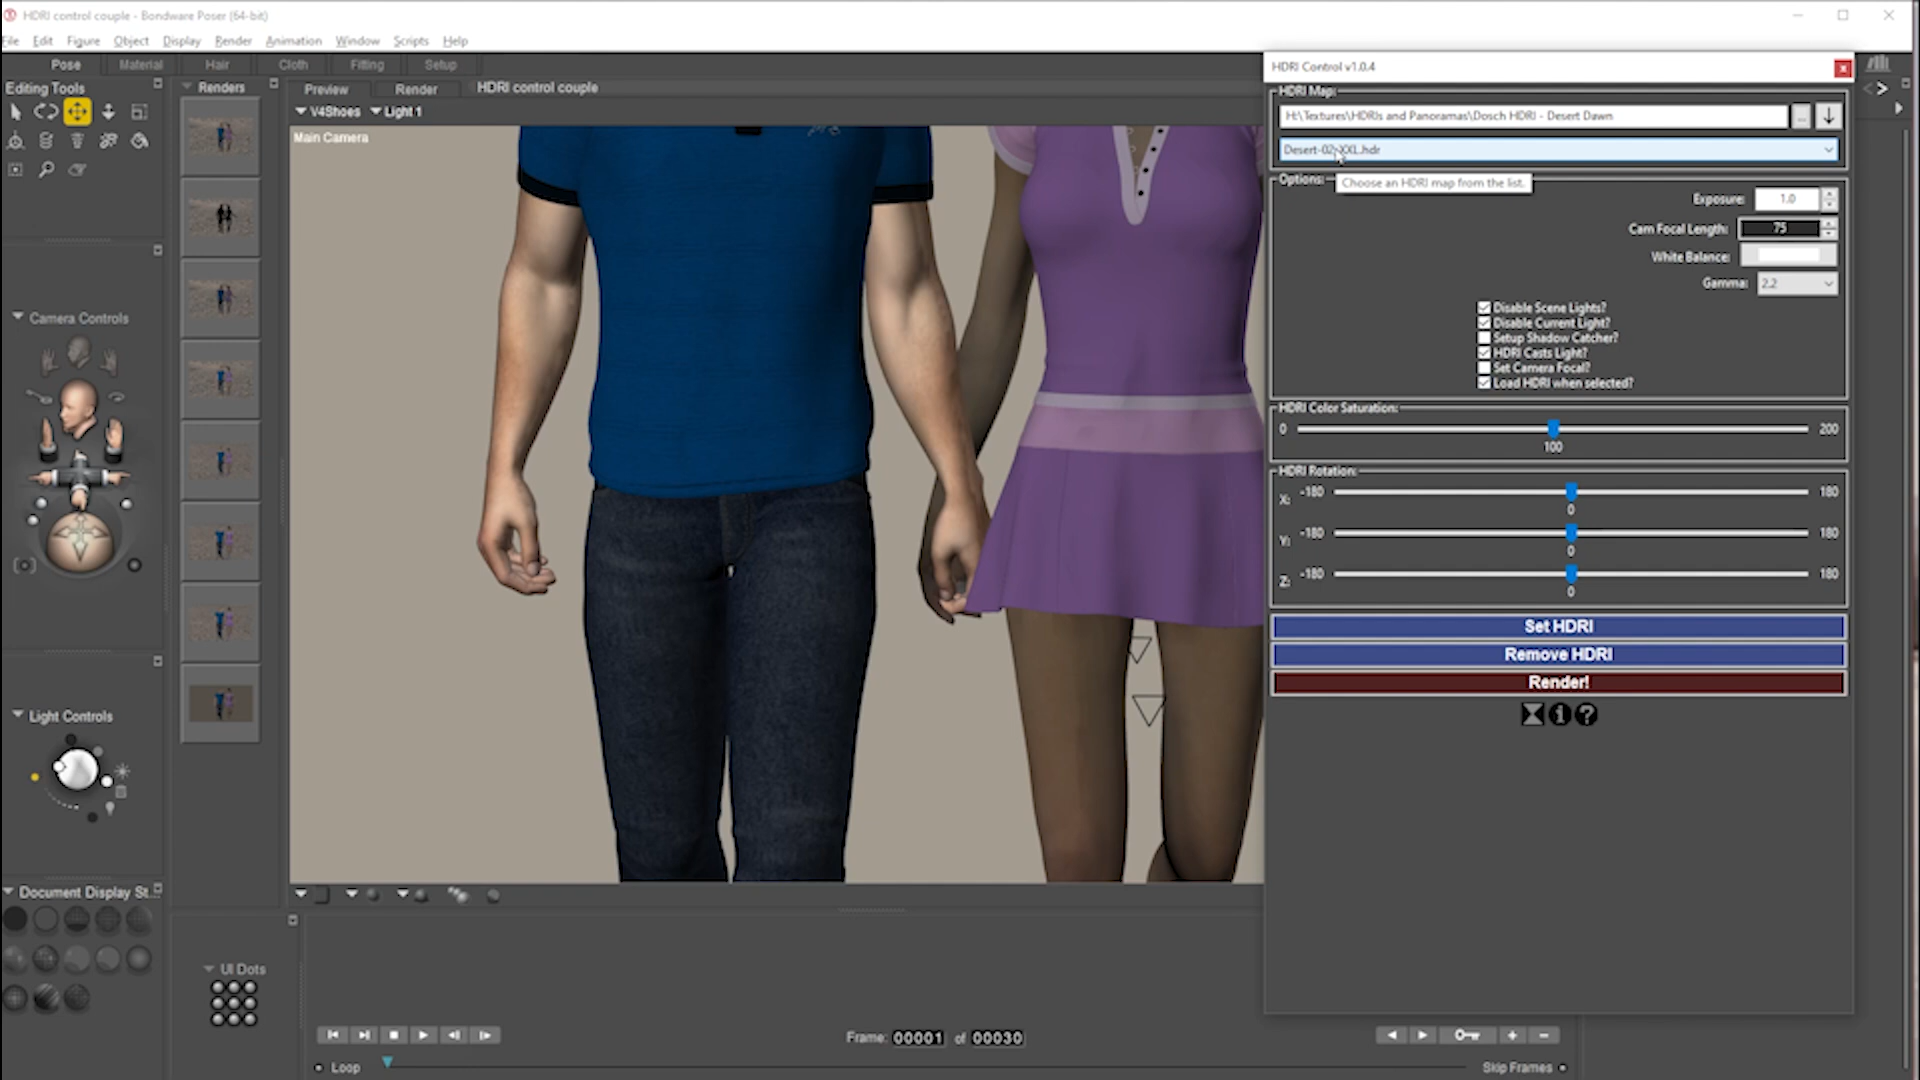 HDRI control couple - Bondware Poser (64-bit)
File Edit Figure Object Display Render Animation Window Scripts Help
Pose Material Hair Cloth Fitting Setup
Editing Tools
Renders
Preview Render HDRI control couple
V4Shoes Light 1
Main Camera
Camera Controls
Light Controls
Document Display St...
UI Dots
HDRI Control v1.0.4
HDRI Map:
H:\Textures\HDRIs and Panoramas\Dosch HDRI - Desert Dawn
...
Desert-02-XXL.hdr
Choose an HDRI map from the list.
Options:
Exposure: 1.0
Cam Focal Length: 75
White Balance:
Gamma: 2.2
Disable Scene Lights?
Disable Current Light?
Setup Shadow Catcher?
HDRI Casts Light?
Set Camera Focal?
Load HDRI when selected?
HDRI Color Saturation:
0 200
100
HDRI Rotation:
X: -180 180
0
Y: -180 180
0
Z: -180 180
0
Set HDRI
Remove HDRI
Render!
Frame: 00001 of 00030
Loop
Skip Frames